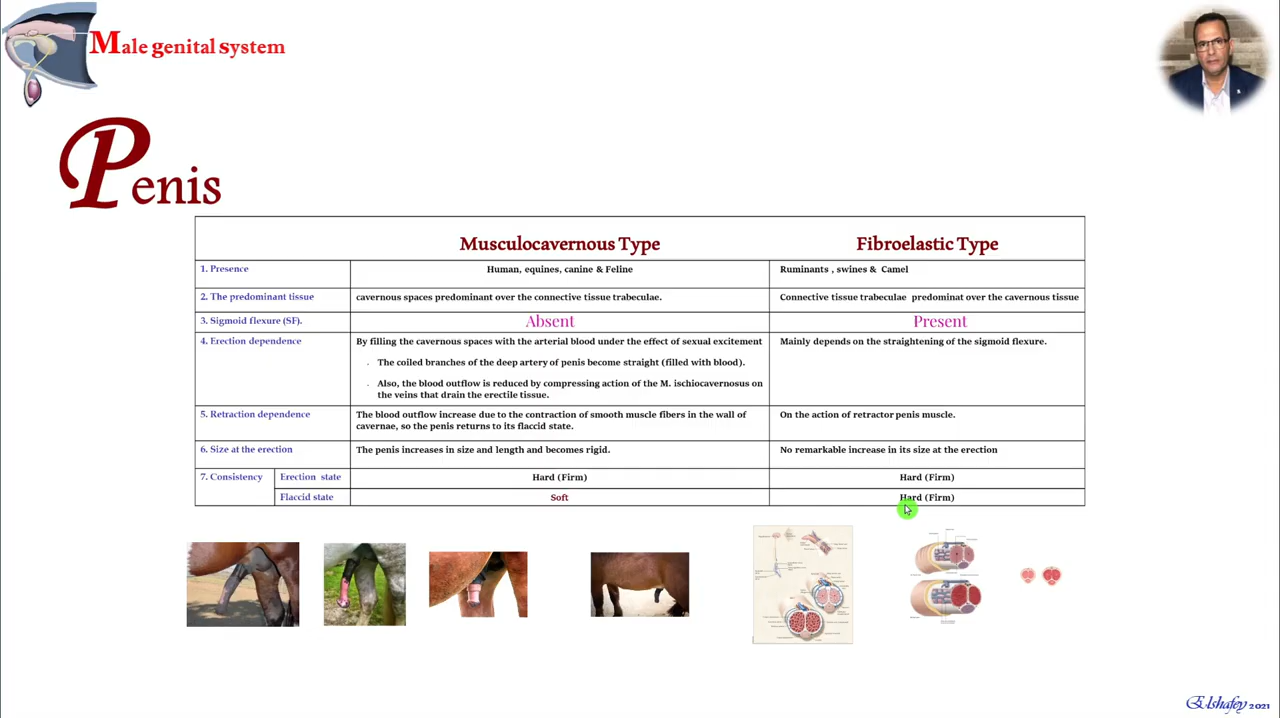 Male genital system
Penis
Musculocavernous Type
Fibroelastic Type
1. Presence
Human, equines, canine & Feline
Ruminants , swines & Camel
2. The predominant tissue
cavernous spaces predominant over the connective tissue trabeculae.
Connective tissue trabeculae predominat over the cavernous tissue
3. Sigmoid flexure (SF).
Absent
Present
4. Erection dependence
By filling the cavernous spaces with the arterial blood under the effect of sexual excitement
The coiled branches of the deep artery of penis become straight (filled with blood).
Also, the blood outflow is reduced by compressing action of the M. ischiocavernosus on
the veins that drain the erectile tissue.
Mainly depends on the straightening of the sigmoid flexure.
5. Retraction dependence
The blood outflow increase due to the contraction of smooth muscle fibers in the wall of
cavernae, so the penis returns to its flaccid state.
On the action of retractor penis muscle.
6. Size at the erection
The penis increases in size and length and becomes rigid.
No remarkable increase in its size at the erection
7. Consistency
Erection state
Hard (Firm)
Hard (Firm)
Flaccid state
Soft
Hard (Firm)
Elshafey 2021